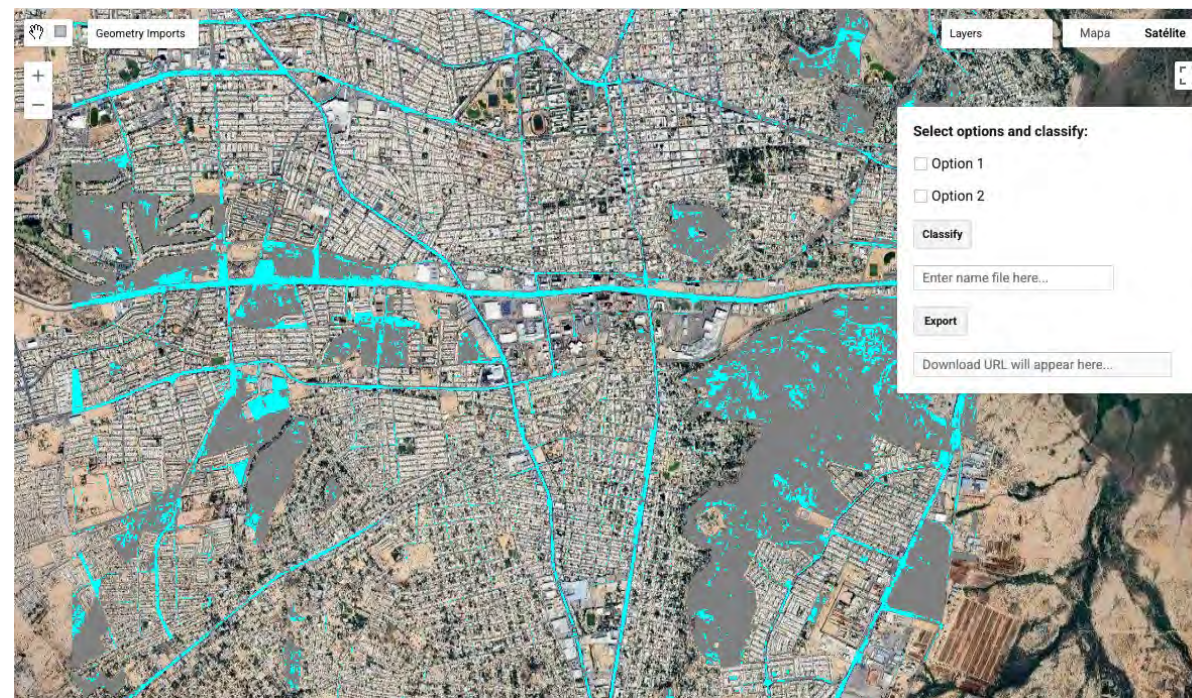 Geometry Imports
Layers
Mapa Satélite
+
−
Select options and classify:
Option 1
Option 2
Classify
Enter name file here...
Export
Download URL will appear here...